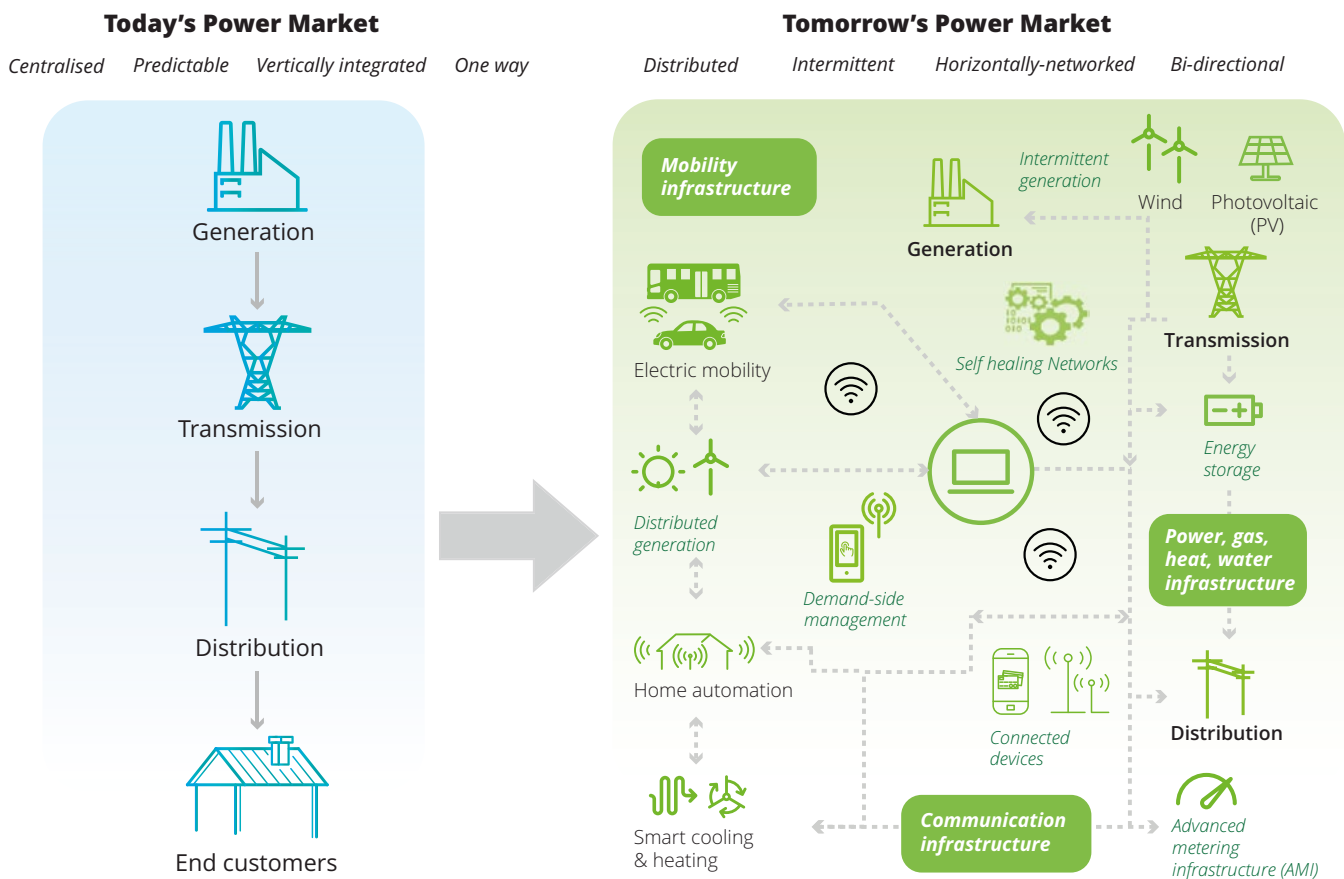 Today's Power Market
Centralised Predictable Vertically integrated One way
Generation
Transmission
Distribution
End customers
Tomorrow's Power Market
Distributed Intermittent Horizontally-networked Bi-directional
Mobility
infrastructure
Generation
Intermittent
generation
Wind
Photovoltaic
(PV)
Electric mobility
Self healing Networks
Transmission
Energy
storage
Distributed
generation
Demand-side
management
Power, gas,
heat, water
infrastructure
Home automation
Connected
devices
Distribution
Smart cooling
& heating
Communication
infrastructure
Advanced
metering
infrastructure (AMI)